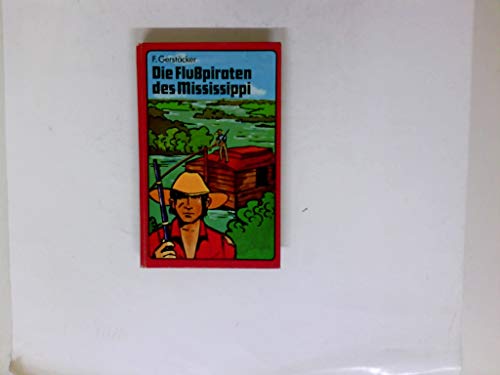 F. Gerstäcker
Die Flußpiraten
des Mississippi